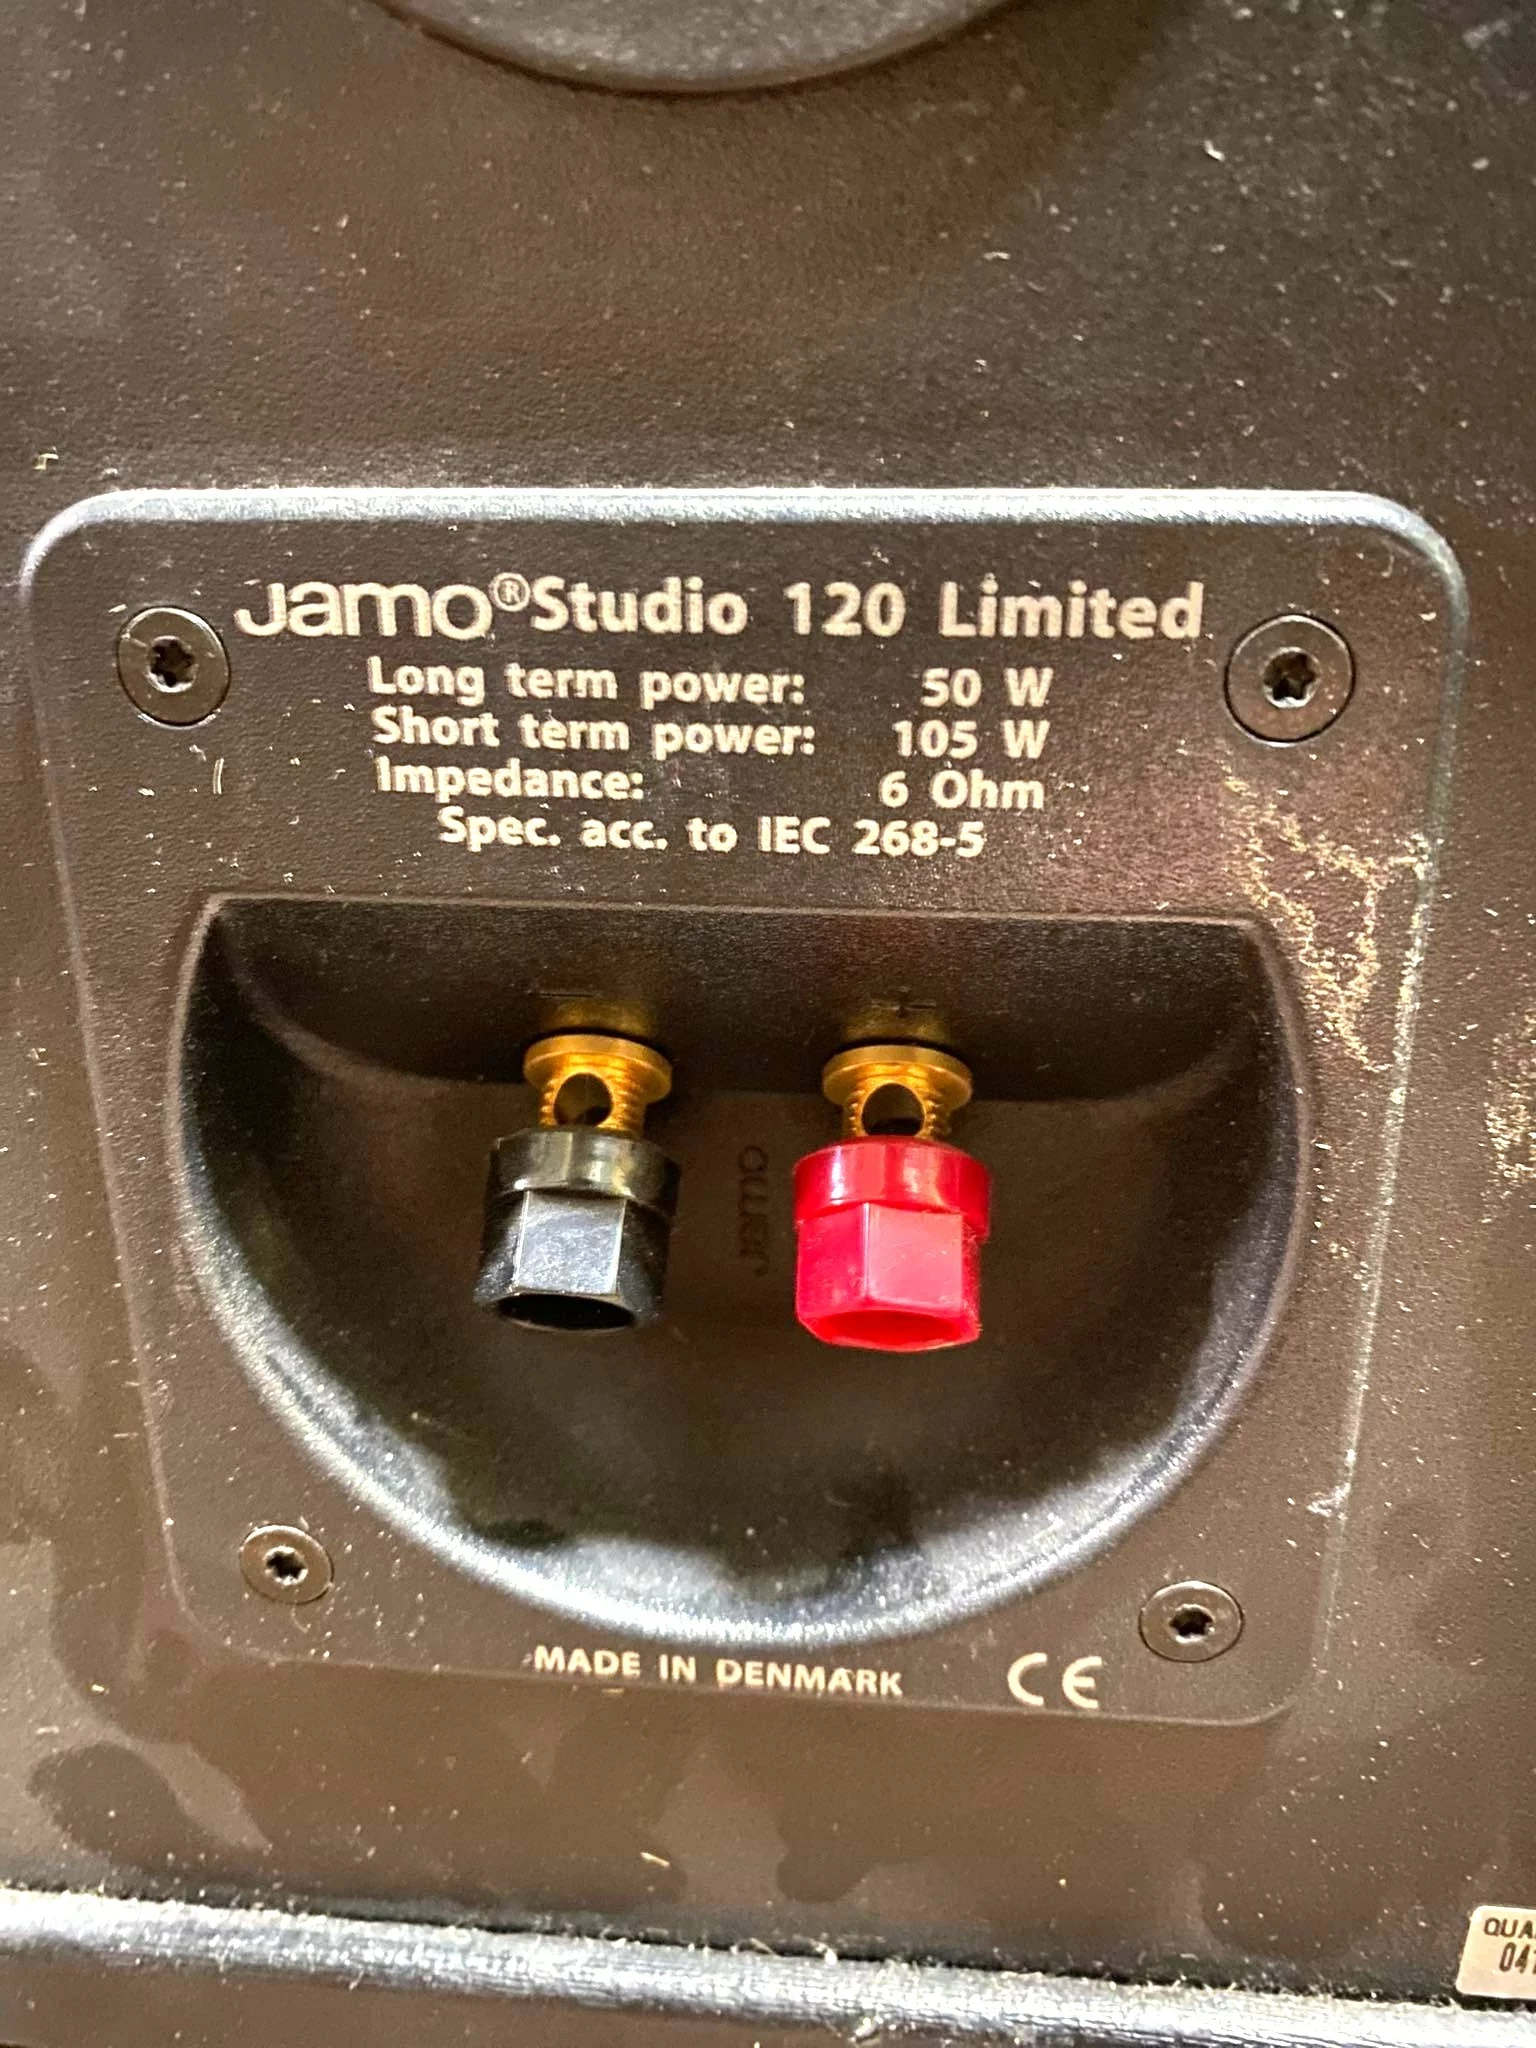 Jamo® Studio 120 Limited
Long term power: 50 W
Short term power: 105 W
Impedance: 6 Ohm
Spec. acc. to IEC 268-5
- +
Jamo
MADE IN DENMARK CE